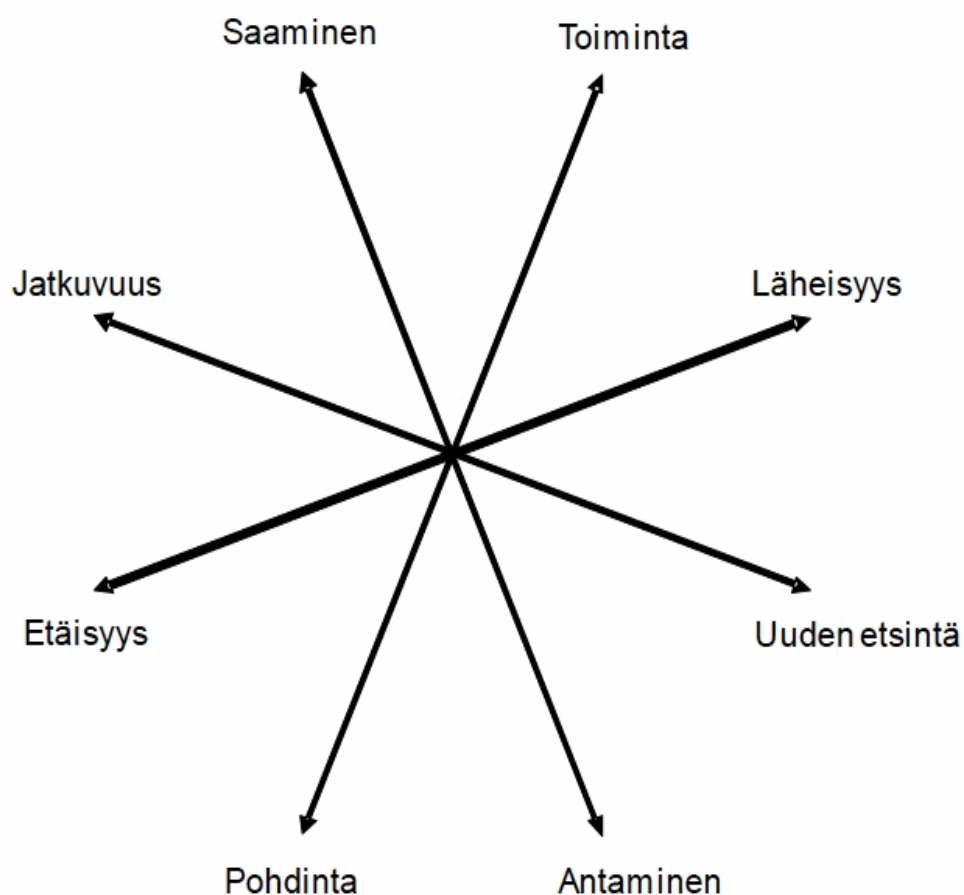 Saaminen
Toiminta
Jatkuvuus
Läheisyys
Etäisyys
Uuden etsintä
Pohdinta
Antaminen